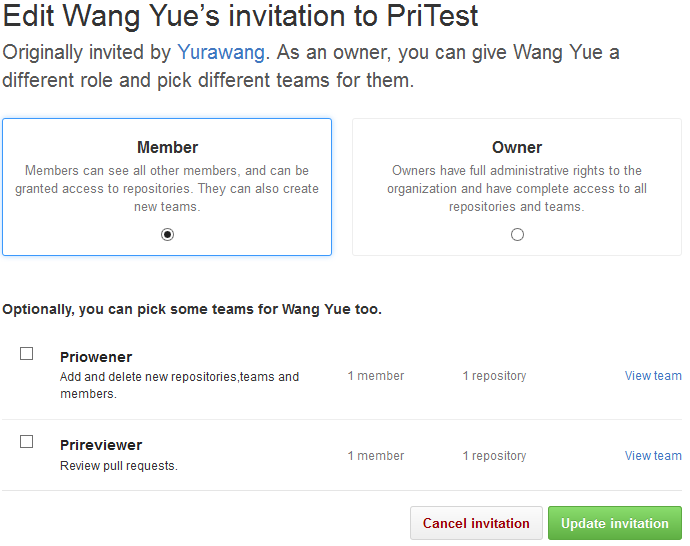 Edit Wang Yue’s invitation to PriTest
Originally invited by Yurawang. As an owner, you can give Wang Yue a
different role and pick different teams for them.
Member
Members can see all other members, and can be
granted access to repositories. They can also create
new teams.
Owner
Owners have full administrative rights to the
organization and have complete access to all
repositories and teams.
Optionally, you can pick some teams for Wang Yue too.
Priowener
Add and delete new repositories,teams and
members.
1 member
1 repository
View team
Prireviewer
Review pull requests.
1 member
1 repository
View team
Cancel invitation
Update invitation